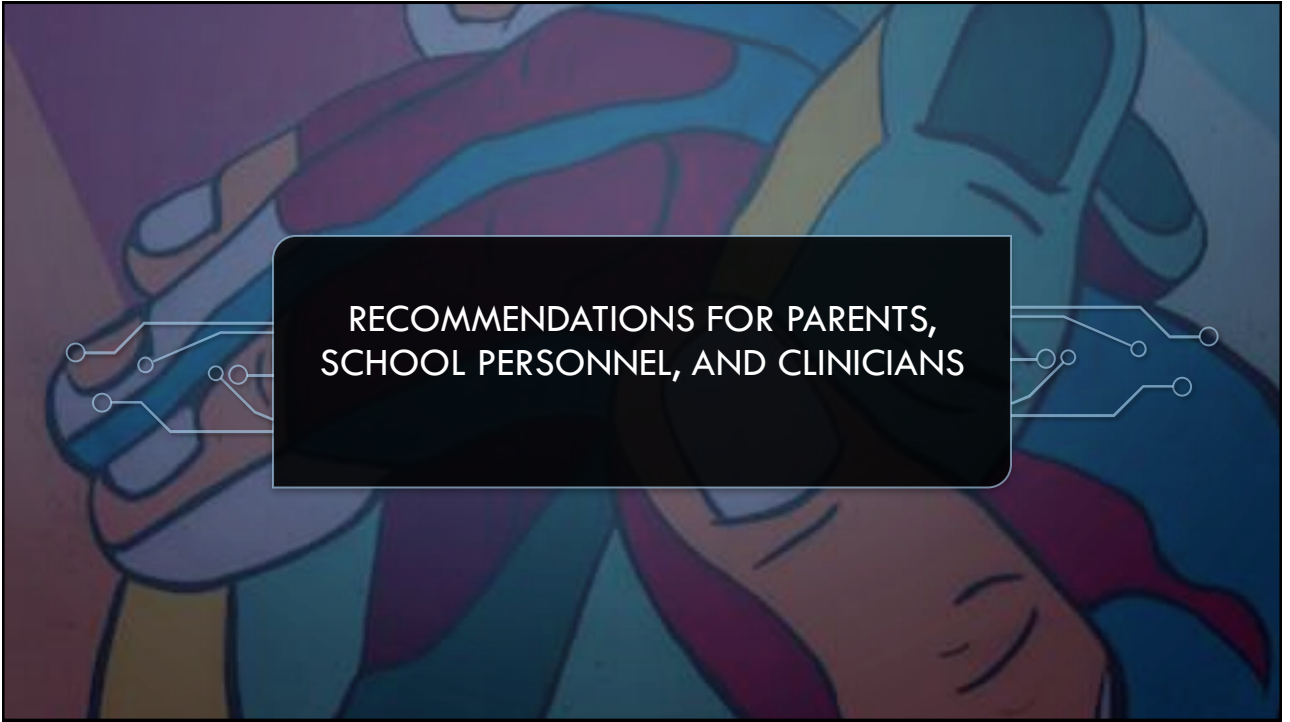 RECOMMENDATIONS FOR PARENTS,
SCHOOL PERSONNEL, AND CLINICIANS